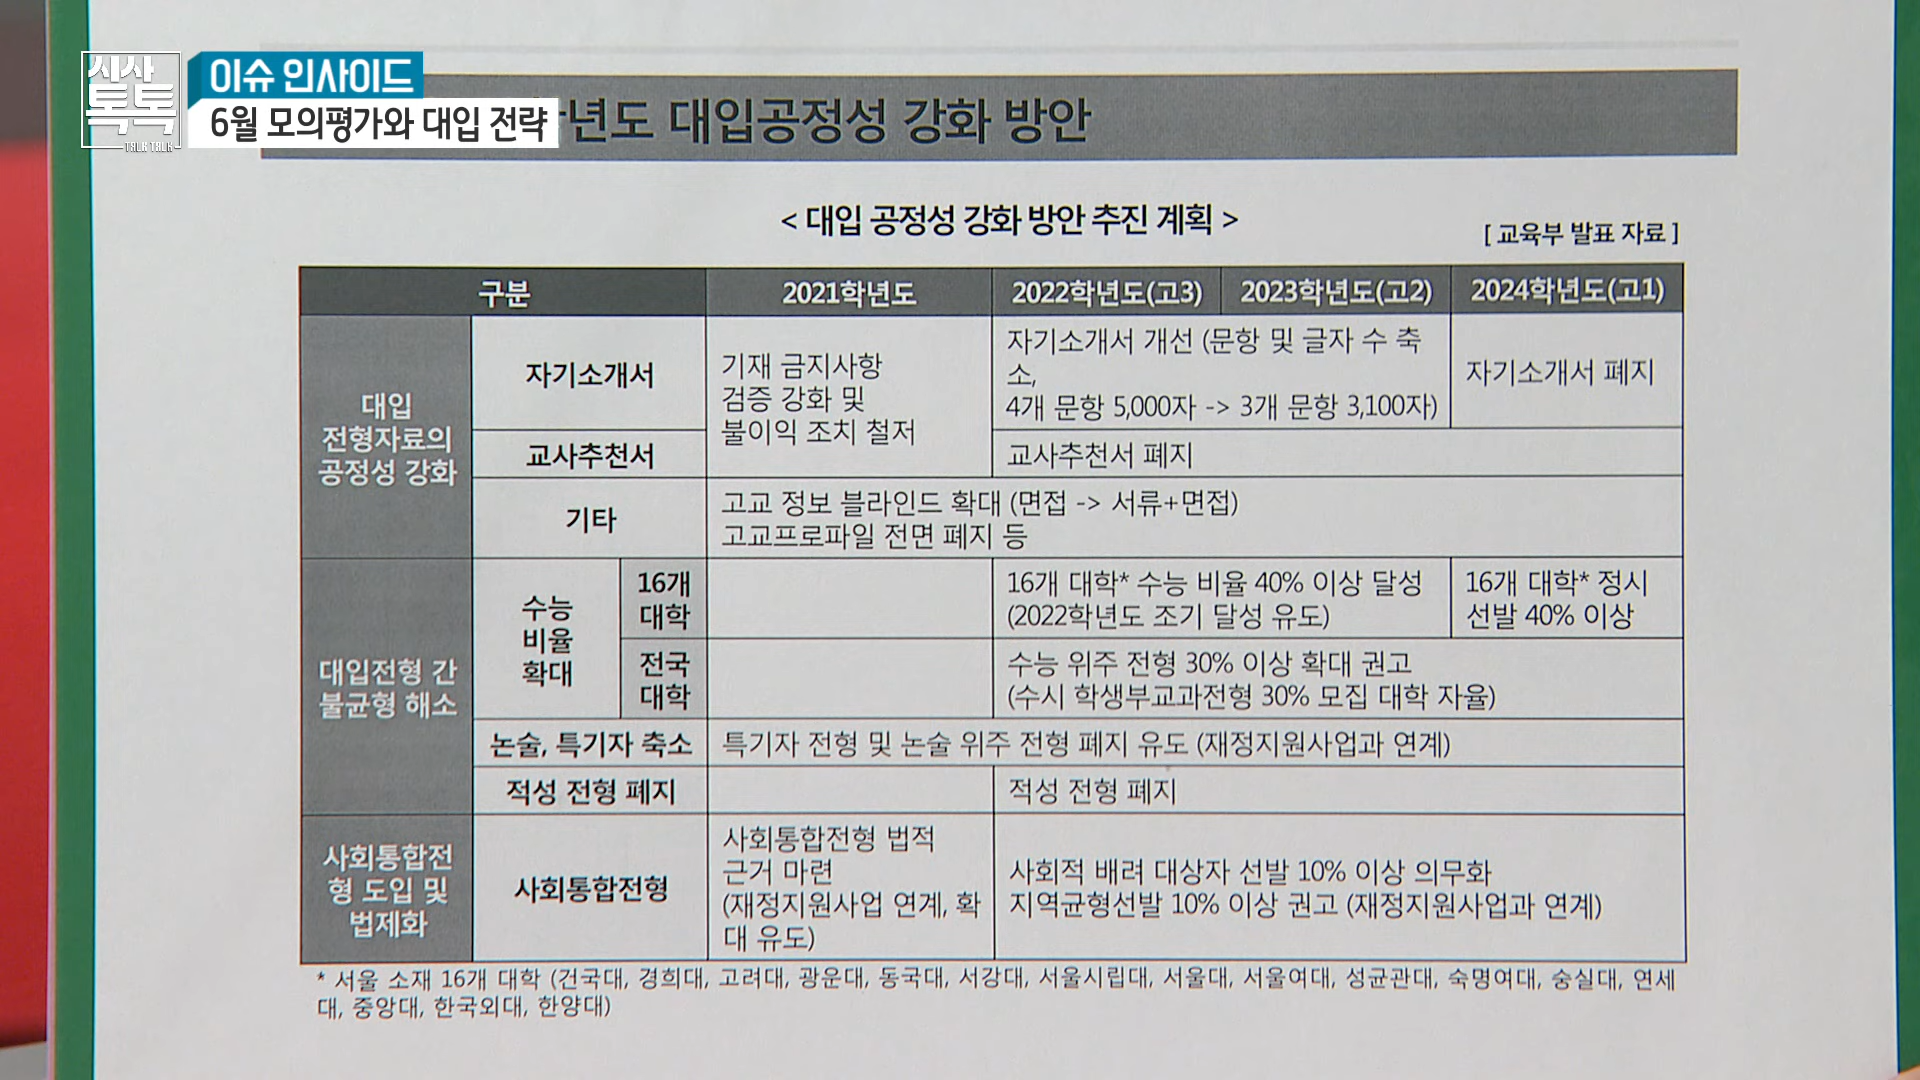 시사
톡톡
TALK TALK
이슈 인사이드
6월 모의평가와 대입 전략
년도 대입공정성 강화 방안
< 대입 공정성 강화 방안 추진 계획 >
[ 교육부 발표 자료 ]
구분
2021학년도
2022학년도(고3)
2023학년도(고2)
2024학년도(고1)
대입
전형자료의
공정성 강화
자기소개서
기재 금지사항
검증 강화 및
불이익 조치 철저
자기소개서 개선 (문항 및 글자 수 축
소,
4개 문항 5,000자 -> 3개 문항 3,100자)
자기소개서 폐지
교사추천서
교사추천서 폐지
기타
고교 정보 블라인드 확대 (면접 -> 서류+면접)
고교프로파일 전면 폐지 등
대입전형 간
불균형 해소
수능
비율
확대
16개
대학
16개 대학* 수능 비율 40% 이상 달성
(2022학년도 조기 달성 유도)
16개 대학* 정시
선발 40% 이상
전국
대학
수능 위주 전형 30% 이상 확대 권고
(수시 학생부교과전형 30% 모집 대학 자율)
논술, 특기자 축소
특기자 전형 및 논술 위주 전형 폐지 유도 (재정지원사업과 연계)
적성 전형 폐지
적성 전형 폐지
사회통합전
형 도입 및
법제화
사회통합전형
사회통합전형 법적
근거 마련
(재정지원사업 연계, 확
대 유도)
사회적 배려 대상자 선발 10% 이상 의무화
지역균형선발 10% 이상 권고 (재정지원사업과 연계)
* 서울 소재 16개 대학 (건국대, 경희대, 고려대, 광운대, 동국대, 서강대, 서울시립대, 서울대, 서울여대, 성균관대, 숙명여대, 숭실대, 연세
대, 중앙대, 한국외대, 한양대)